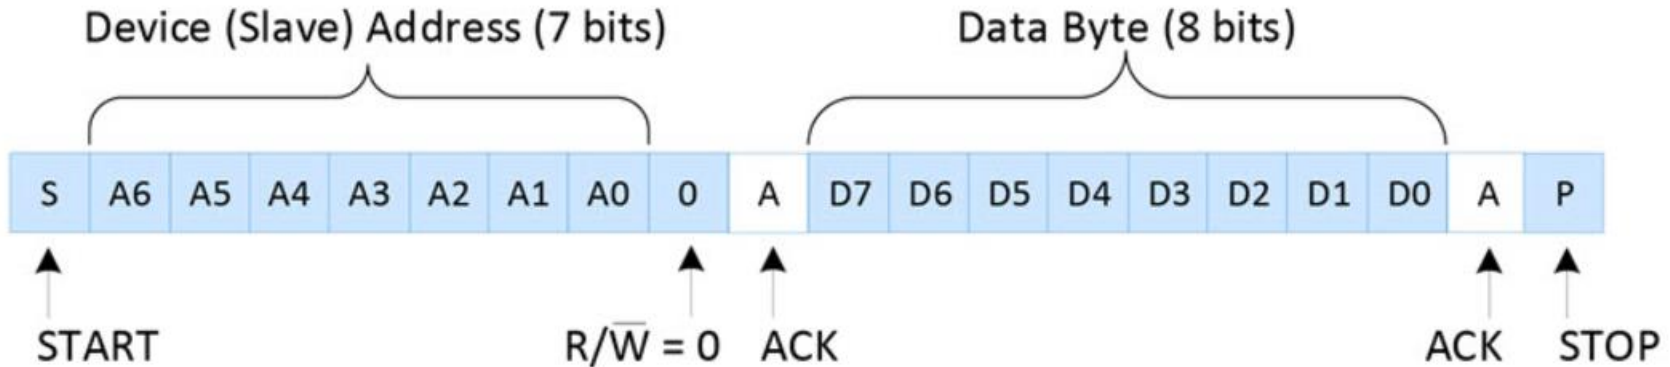 Device (Slave) Address (7 bits) Data Byte (8 bits)
S A6 A5 A4 A3 A2 A1 A0 0 A D7 D6 D5 D4 D3 D2 D1 D0 A P
START R/W̅ = 0 ACK ACK STOP